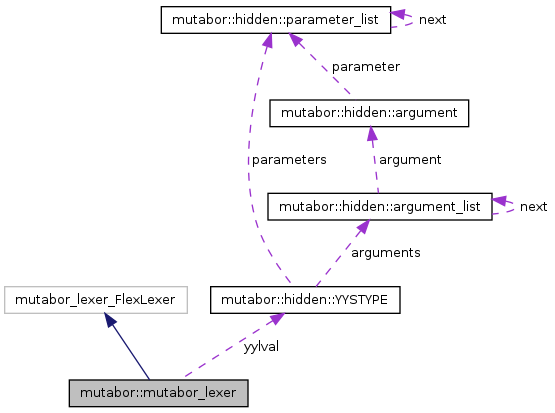 mutabor::hidden::parameter_list
next
parameter
mutabor::hidden::argument
parameters
argument
mutabor::hidden::argument_list
next
arguments
mutabor_lexer_FlexLexer
mutabor::hidden::YYSTYPE
yylval
mutabor::mutabor_lexer